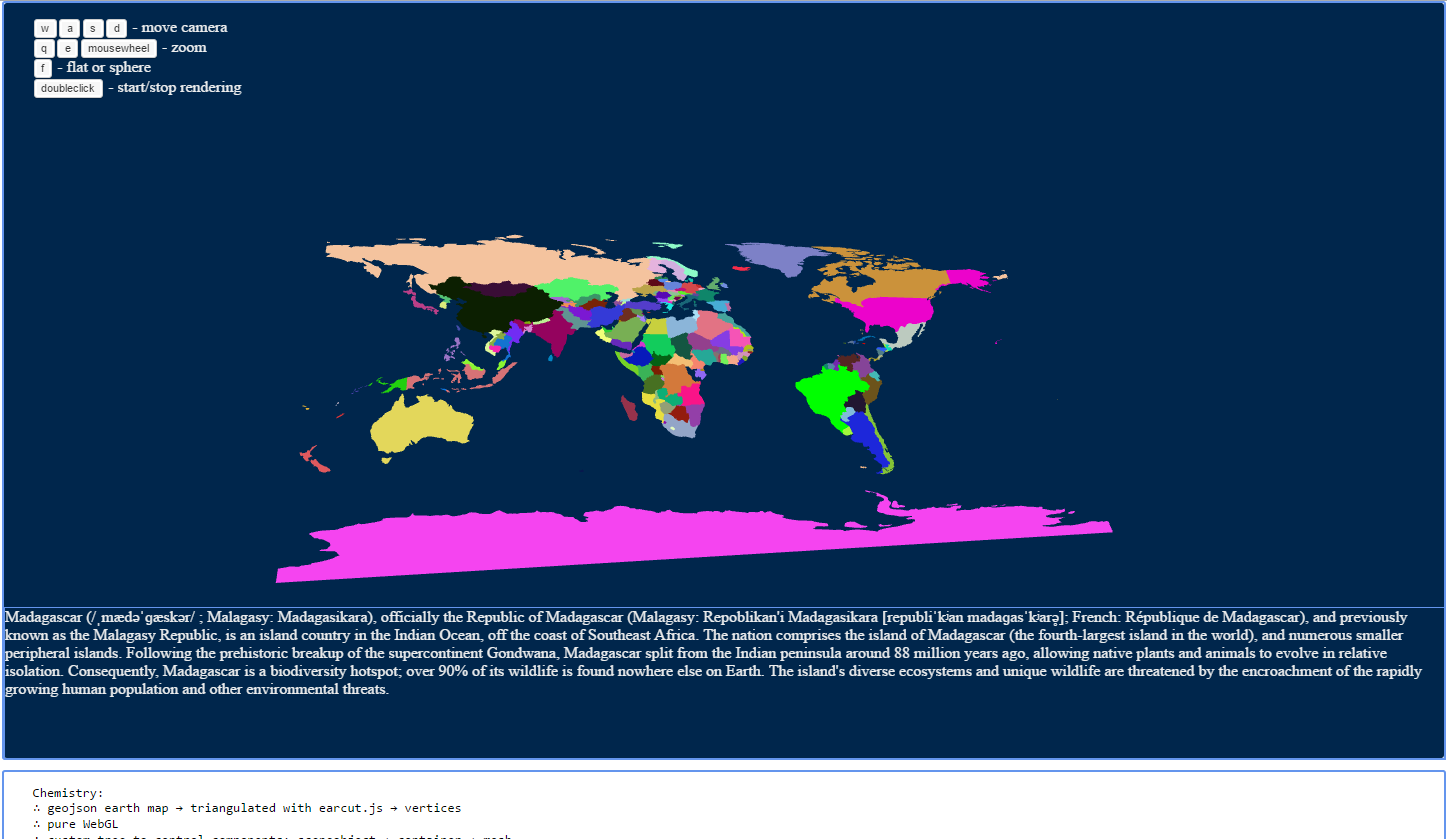 w a s d - move camera
q e mousewheel - zoom
f - flat or sphere
doubleclick - start/stop rendering
Madagascar (/ˌmædəˈɡæskər/ ; Malagasy: Madagasikara), officially the Republic of Madagascar (Malagasy: Repoblikan'i Madagasikara [republiˈkʲan madaɡasˈkʲarə̥]; French: République de Madagascar), and previously
known as the Malagasy Republic, is an island country in the Indian Ocean, off the coast of Southeast Africa. The nation comprises the island of Madagascar (the fourth-largest island in the world), and numerous smaller
peripheral islands. Following the prehistoric breakup of the supercontinent Gondwana, Madagascar split from the Indian peninsula around 88 million years ago, allowing native plants and animals to evolve in relative
isolation. Consequently, Madagascar is a biodiversity hotspot; over 90% of its wildlife is found nowhere else on Earth. The island's diverse ecosystems and unique wildlife are threatened by the encroachment of the rapidly
growing human population and other environmental threats.
Chemistry:
∴ geojson earth map → triangulated with earcut.js → vertices
∴ pure WebGL